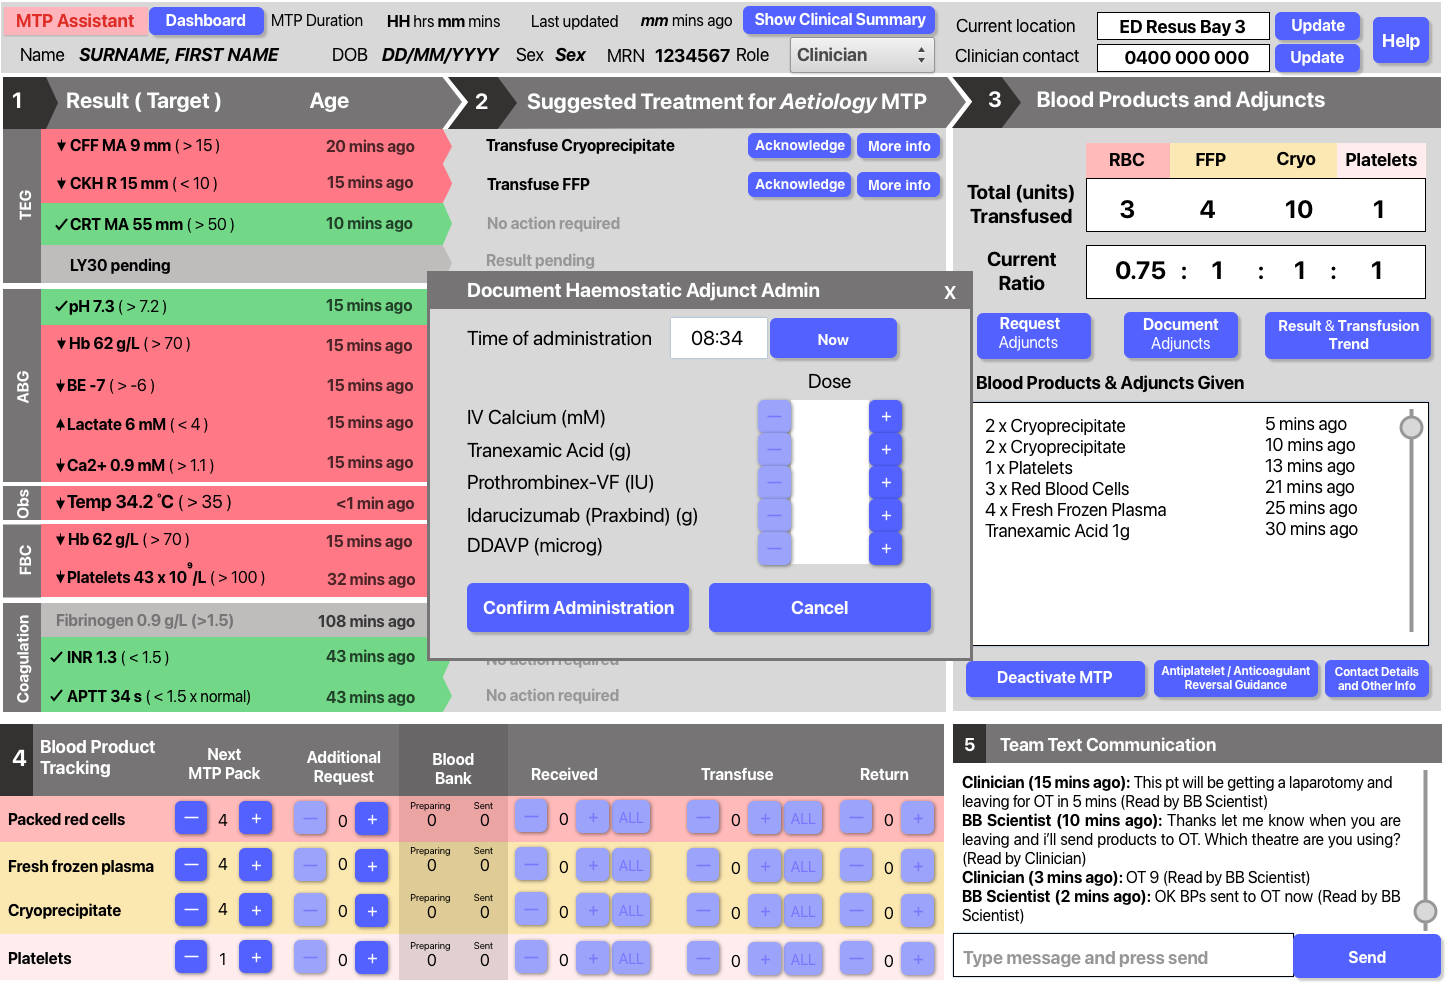 MTP Assistant Dashboard MTP Duration HH hrs mm mins Last updated mm mins ago Show Clinical Summary Current location ED Resus Bay 3 Update Help
Name SURNAME, FIRST NAME DOB DD/MM/YYYY Sex Sex MRN 1234567 Role Clinician Clinician contact 0400 000 000 Update
1 Result ( Target ) Age
TEG
CFF MA 9 mm ( > 15 ) 20 mins ago
CKH R 15 mm ( < 10 ) 15 mins ago
CRT MA 55 mm ( > 50 ) 10 mins ago
LY30 pending
ABG
pH 7.3 ( > 7.2 ) 15 mins ago
Hb 62 g/L ( > 70 ) 15 mins ago
BE -7 ( > -6 ) 15 mins ago
Lactate 6 mM ( < 4 ) 15 mins ago
Ca2+ 0.9 mM ( > 1.1 ) 15 mins ago
Obs
Temp 34.2 °C ( > 35 ) <1 min ago
FBC
Hb 62 g/L ( > 70 ) 15 mins ago
Platelets 43 x 10⁹/L ( > 100 ) 32 mins ago
Coagulation
Fibrinogen 0.9 g/L (>1.5) 108 mins ago
INR 1.3 ( < 1.5 ) 43 mins ago
APTT 34 s ( < 1.5 x normal) 43 mins ago
2 Suggested Treatment for Aetiology MTP
Transfuse Cryoprecipitate Acknowledge More info
Transfuse FFP Acknowledge More info
No action required
Result pending
No action required
No action required
Document Haemostatic Adjunct Admin X
Time of administration 08:34 Now
Dose
IV Calcium (mM) — +
Tranexamic Acid (g) — +
Prothrombinex-VF (IU) — +
Idarucizumab (Praxbind) (g) — +
DDAVP (microg) — +
Confirm Administration Cancel
3 Blood Products and Adjuncts
RBC FFP Cryo Platelets
Total (units)
Transfused
3 4 10 1
Current
Ratio
0.75 : 1 : 1 : 1
Request
Adjuncts
Document
Adjuncts
Result & Transfusion
Trend
Blood Products & Adjuncts Given
2 x Cryoprecipitate 5 mins ago
2 x Cryoprecipitate 10 mins ago
1 x Platelets 13 mins ago
3 x Red Blood Cells 21 mins ago
4 x Fresh Frozen Plasma 25 mins ago
Tranexamic Acid 1g 30 mins ago
Deactivate MTP
Antiplatelet / Anticoagulant
Reversal Guidance
Contact Details
and Other Info
4 Blood Product
Tracking
Next
MTP Pack
Additional
Request
Blood
Bank
Received Transfuse Return
Preparing Sent
Packed red cells — 4 + — 0 + 0 0 — 0 + ALL — 0 + ALL — 0 +
Preparing Sent
Fresh frozen plasma — 4 + — 0 + 0 0 — 0 + ALL — 0 + ALL — 0 +
Preparing Sent
Cryoprecipitate — 4 + — 0 + 0 0 — 0 + ALL — 0 + ALL — 0 +
Preparing Sent
Platelets — 1 + — 0 + 0 0 — 0 + ALL — 0 + ALL — 0 +
5 Team Text Communication
Clinician (15 mins ago): This pt will be getting a laparotomy and
leaving for OT in 5 mins (Read by BB Scientist)
BB Scientist (10 mins ago): Thanks let me know when you are
leaving and i'll send products to OT. Which theatre are you using?
(Read by Clinician)
Clinician (3 mins ago): OT 9 (Read by BB Scientist)
BB Scientist (2 mins ago): OK BPs sent to OT now (Read by BB
Scientist)
Type message and press send Send